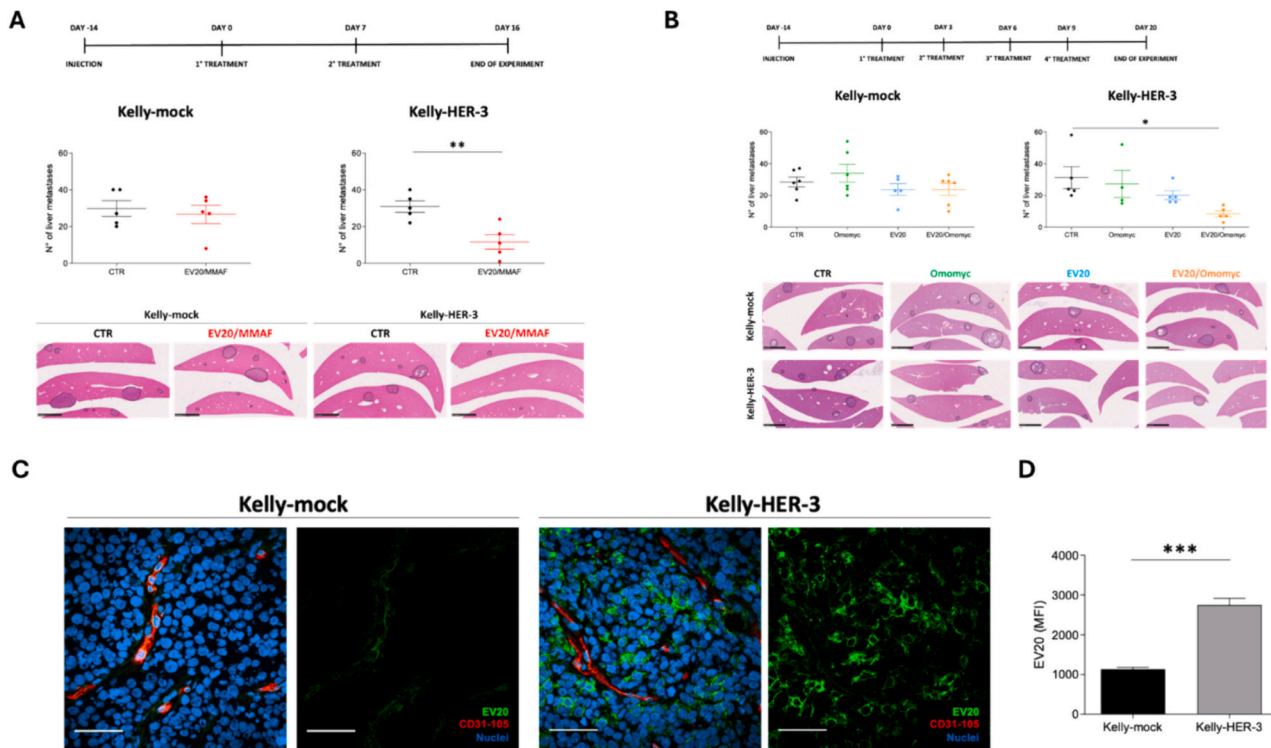 A
DAY -14 DAY 0 DAY 7 DAY 16
INJECTION 1° TREATMENT 2° TREATMENT END OF EXPERIMENT
Kelly-mock Kelly-HER-3
N° of liver metastases
60
40
20
0
CTR EV20/MMAF
N° of liver metastases
60
40
20
0
**
CTR EV20/MMAF
Kelly-mock Kelly-HER-3
CTR EV20/MMAF CTR EV20/MMAF
B
DAY -14 DAY 0 DAY 3 DAY 6 DAY 9 DAY 20
INJECTION 1° TREATMENT 2° TREATMENT 3° TREATMENT 4° TREATMENT END OF EXPERIMENT
Kelly-mock Kelly-HER-3
N° of liver metastases
60
40
20
0
CTR Omomyc EV20 EV20/Omomyc
N° of liver metastases
60
40
20
0
*
CTR Omomyc EV20 EV20/Omomyc
CTR Omomyc EV20 EV20/Omomyc
Kelly-mock
Kelly-HER-3
C
Kelly-mock Kelly-HER-3
EV20
CD31-105
Nuclei
EV20
CD31-105
Nuclei
D
EV20 (MFI)
4000
3000
2000
1000
0
***
Kelly-mock Kelly-HER-3